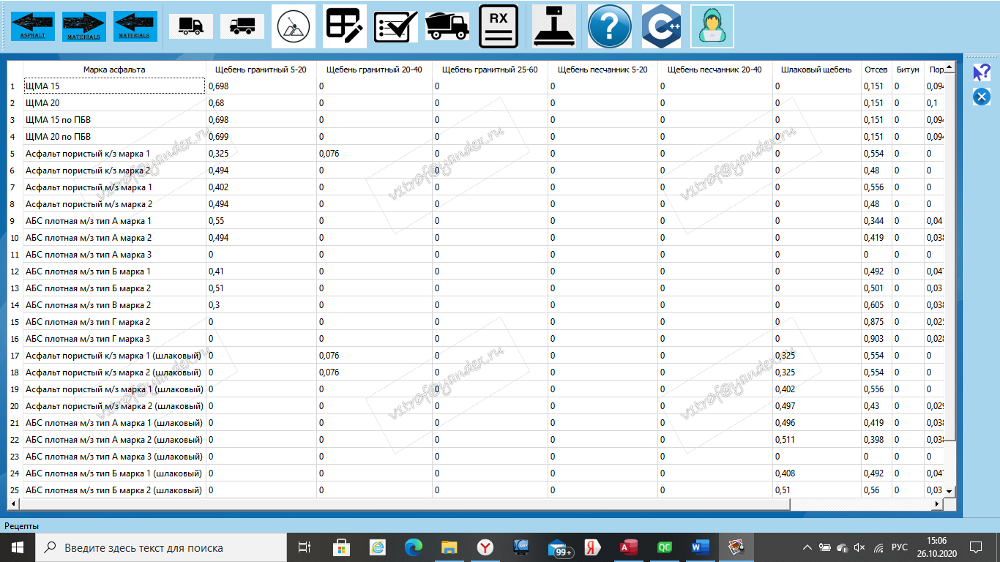 ASPHALT MATERIALS MATERIALS RX C++ ?
Марка асфальта Щебень гранитный 5-20 Щебень гранитный 20-40 Щебень гранитный 25-60 Щебень песчанник 5-20 Щебень песчанник 20-40 Шлаковый щебень Отсев Битум Пор
1 ЩМА 15 0,698 0 0 0 0 0 0,151 0 0,094
2 ЩМА 20 0,68 0 0 0 0 0 0,151 0 0,1
3 ЩМА 15 по ПБВ 0,698 0 0 0 0 0 0,151 0 0,094
4 ЩМА 20 по ПБВ 0,699 0 0 0 0 0 0,151 0 0,094
5 Асфальт пористый к/з марка 1 0,325 0,076 0 0 0 0 0,554 0 0
6 Асфальт пористый к/з марка 2 0,494 0 0 0 0 0 0,48 0 0
7 Асфальт пористый м/з марка 1 0,402 0 0 0 0 0 0,556 0 0
8 Асфальт пористый м/з марка 2 0,494 0 0 0 0 0 0,48 0 0
9 АБС плотная м/з тип А марка 1 0,55 0 0 0 0 0 0,344 0 0,04
10 АБС плотная м/з тип А марка 2 0,494 0 0 0 0 0 0,419 0 0,038
11 АБС плотная м/з тип А марка 3 0 0 0 0 0 0 0 0 0
12 АБС плотная м/з тип Б марка 1 0,41 0 0 0 0 0 0,492 0 0,047
13 АБС плотная м/з тип Б марка 2 0,51 0 0 0 0 0 0,501 0 0,03
14 АБС плотная м/з тип В марка 2 0,3 0 0 0 0 0 0,605 0 0,038
15 АБС плотная м/з тип Г марка 2 0 0 0 0 0 0 0,875 0 0,025
16 АБС плотная м/з тип Г марка 3 0 0 0 0 0 0 0,903 0 0,028
17 Асфальт пористый к/з марка 1 (шлаковый) 0 0,076 0 0 0 0,325 0,554 0 0
18 Асфальт пористый к/з марка 2 (шлаковый) 0 0,076 0 0 0 0,325 0,554 0 0
19 Асфальт пористый м/з марка 1 (шлаковый) 0 0 0 0 0 0,402 0,556 0 0
20 Асфальт пористый м/з марка 2 (шлаковый) 0 0 0 0 0 0,497 0,43 0 0,029
21 АБС плотная м/з тип А марка 1 (шлаковый) 0 0 0 0 0 0,496 0,419 0 0,038
22 АБС плотная м/з тип А марка 2 (шлаковый) 0 0 0 0 0 0,511 0,398 0 0,038
23 АБС плотная м/з тип А марка 3 (шлаковый) 0 0 0 0 0 0 0 0 0
24 АБС плотная м/з тип Б марка 1 (шлаковый) 0 0 0 0 0 0,408 0,492 0 0,047
25 АБС плотная м/з тип Б марка 2 (шлаковый) 0 0 0 0 0 0,51 0,56 0 0,03
vitrof@yandex.ru
vitrof@yandex.ru
vitrof@yandex.ru
vitrof@yandex.ru
vitrof@yandex.ru
vitrof@yandex.ru
Рецепты
Введите здесь текст для поиска 99+ QC РУС 15:06
26.10.2020